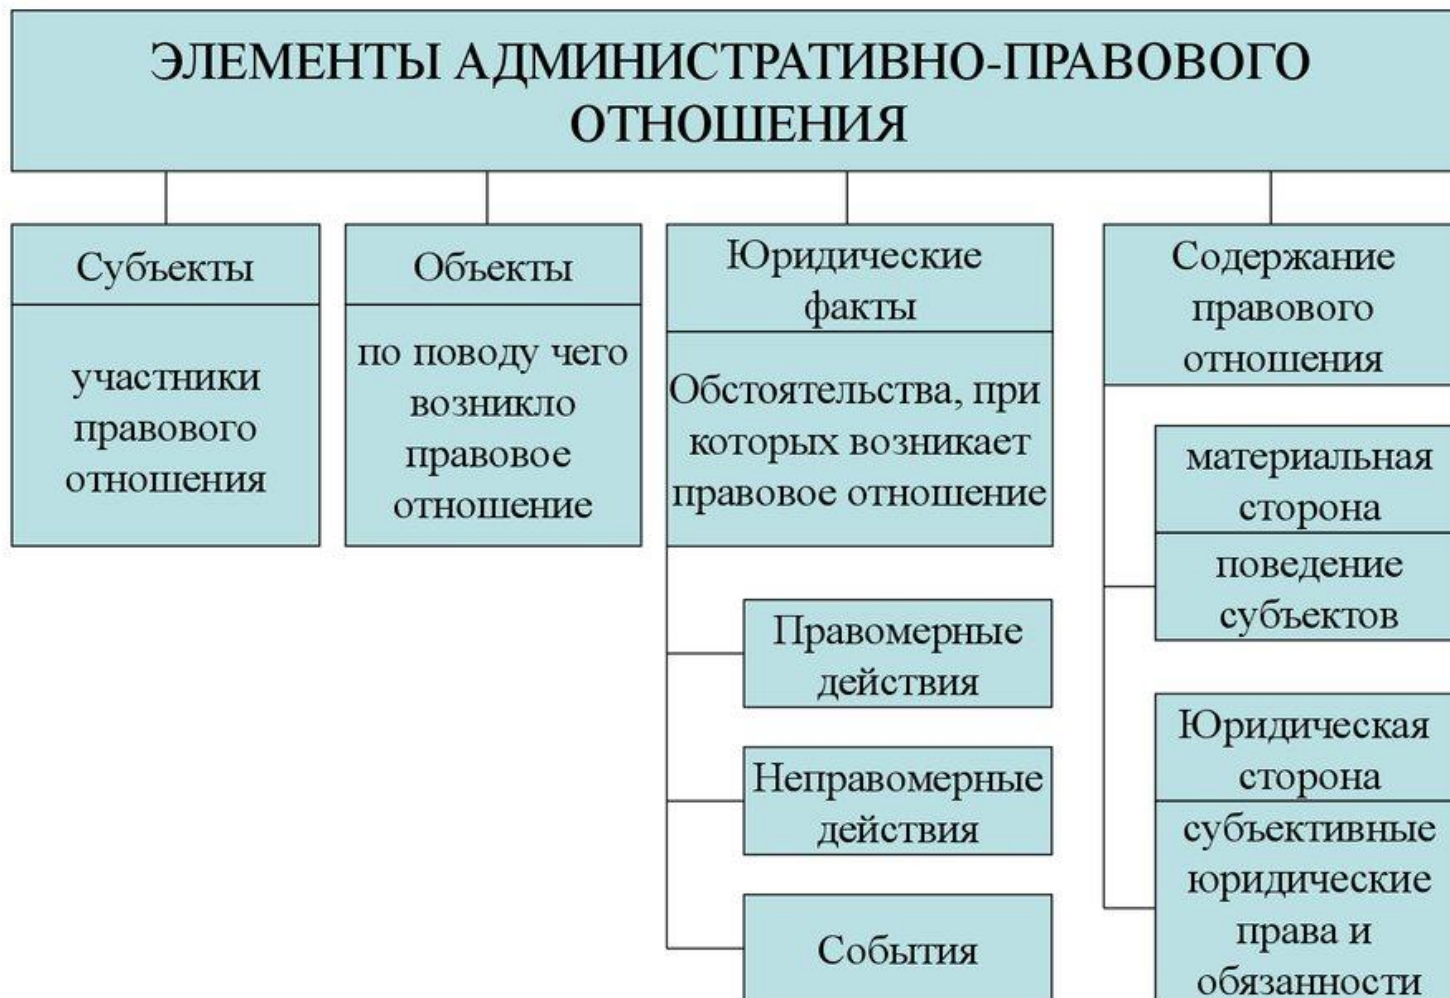 ЭЛЕМЕНТЫ АДМИНИСТРАТИВНО-ПРАВОВОГО
ОТНОШЕНИЯ
Субъекты
участники
правового
отношения
Объекты
по поводу чего
возникло
правовое
отношение
Юридические
факты
Обстоятельства, при
которых возникает
правовое отношение
Правомерные
действия
Неправомерные
действия
События
Содержание
правового
отношения
материальная
сторона
поведение
субъектов
Юридическая
сторона
субъективные
юридические
права и
обязанности